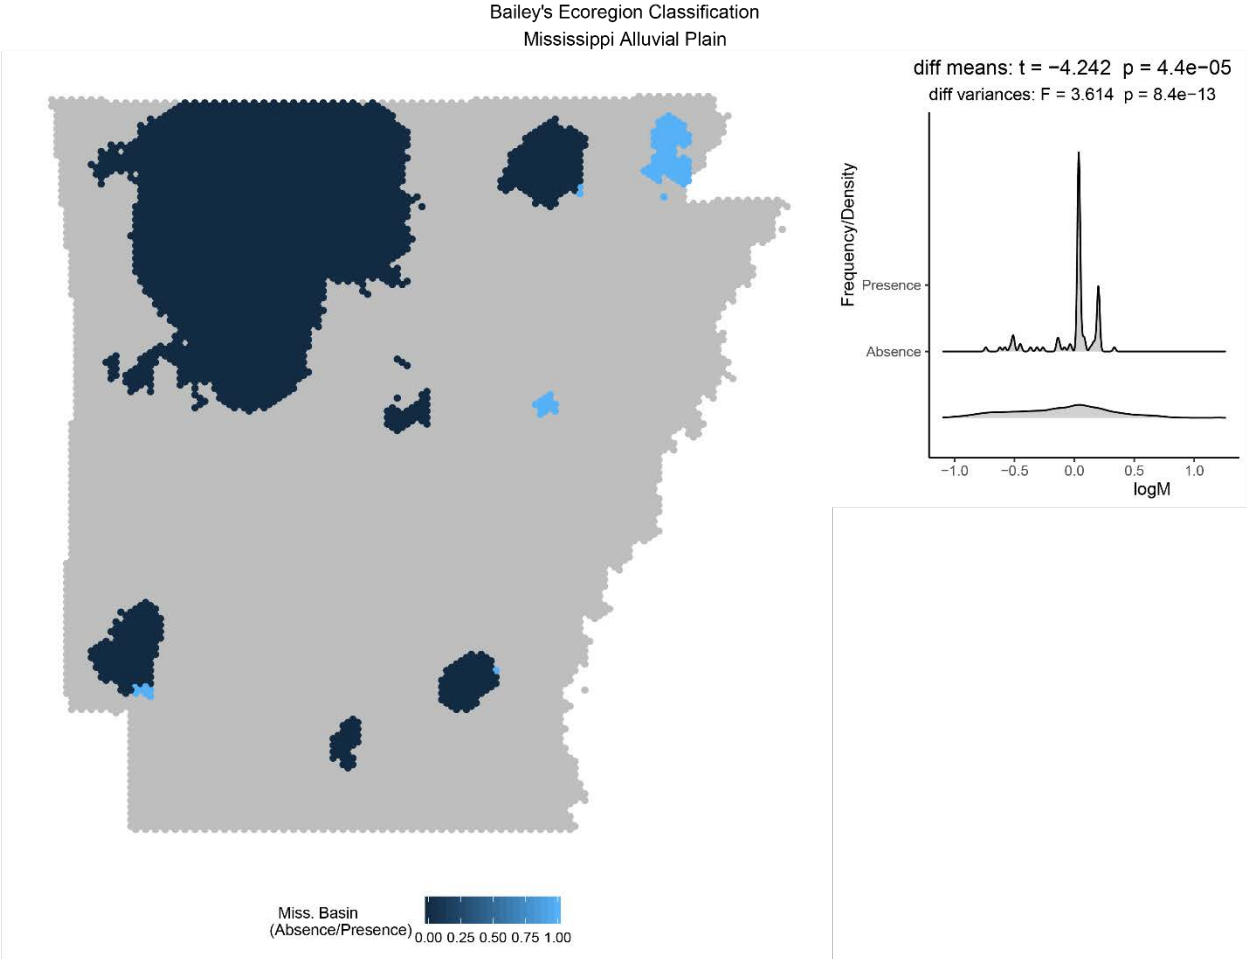 Bailey's Ecoregion Classification
Mississippi Alluvial Plain
diff means: t = −4.242  p = 4.4e−05
diff variances: F = 3.614  p = 8.4e−13
Frequency/Density
Presence
Absence
−1.0 −0.5 0.0 0.5 1.0
logM
Miss. Basin
(Absence/Presence)
0.00 0.25 0.50 0.75 1.00